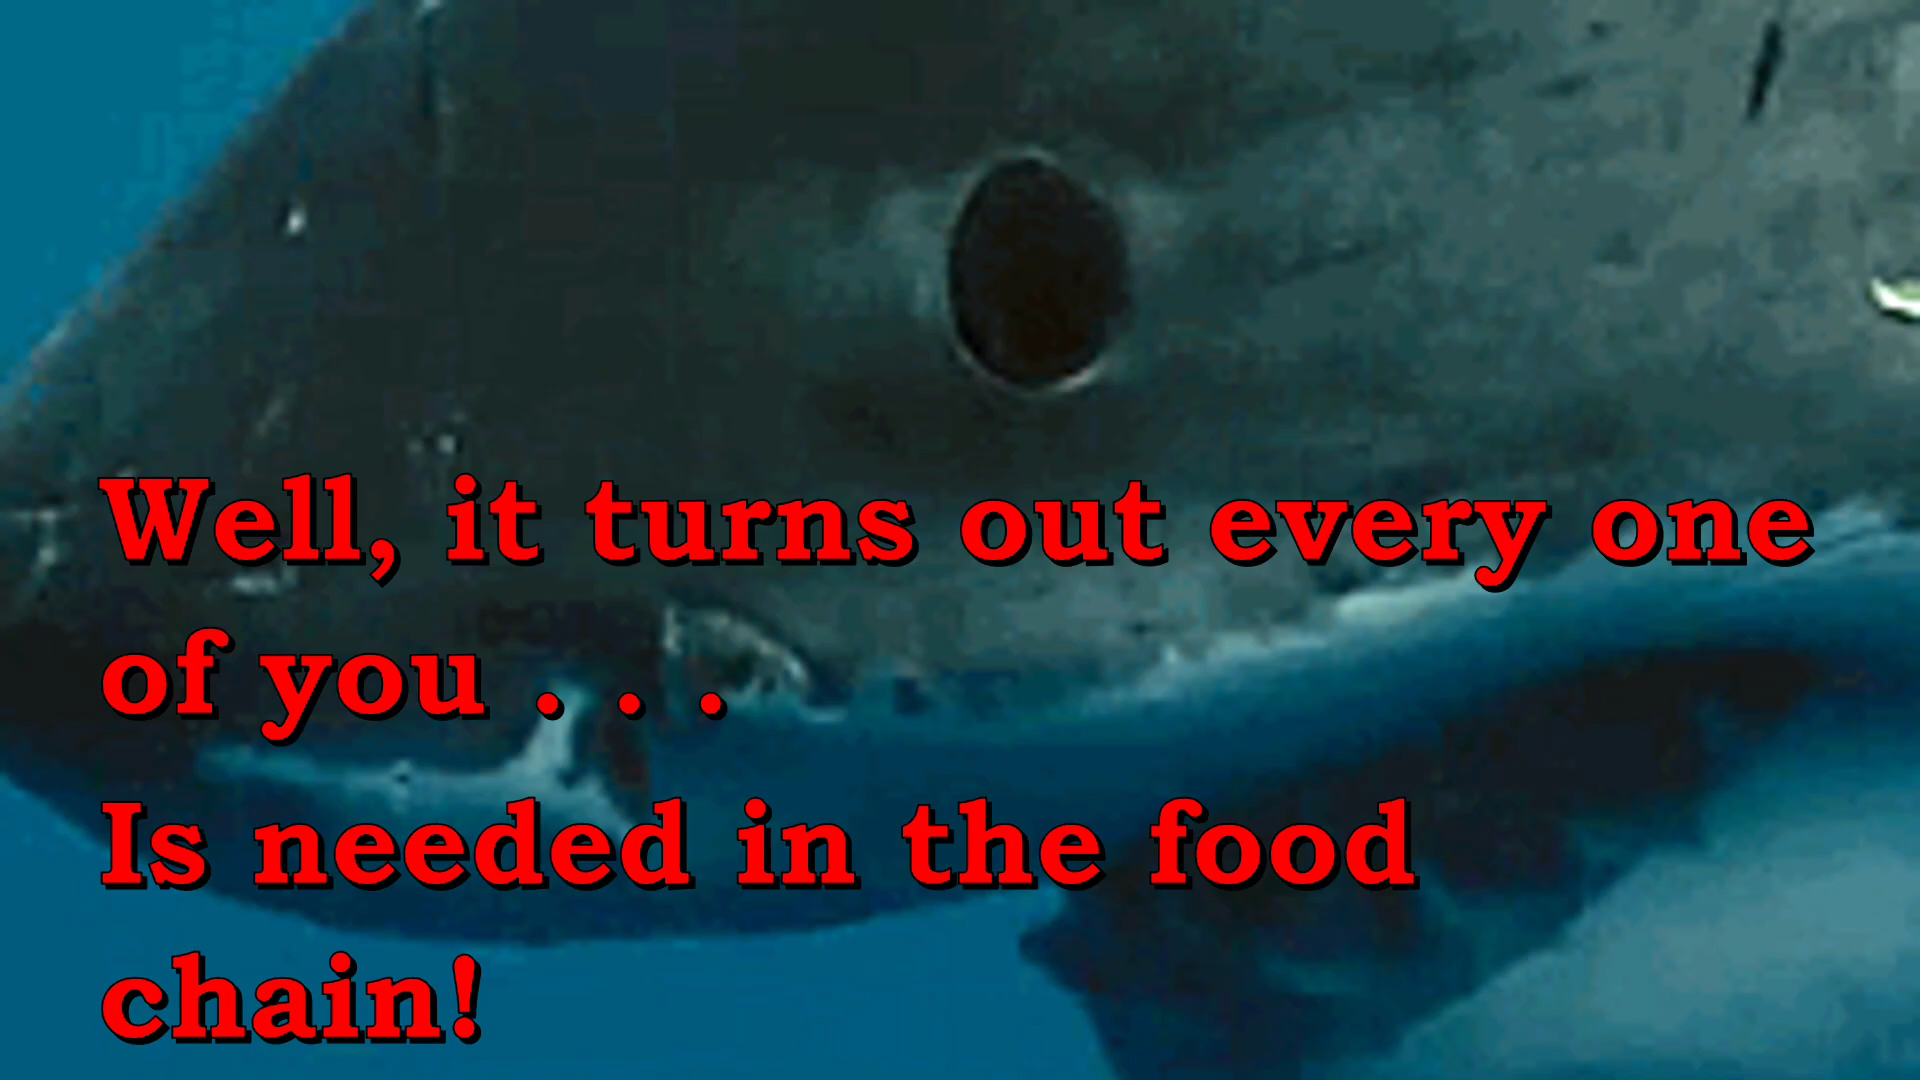 Well, it turns out every one
of you . . .
Is needed in the food
chain!